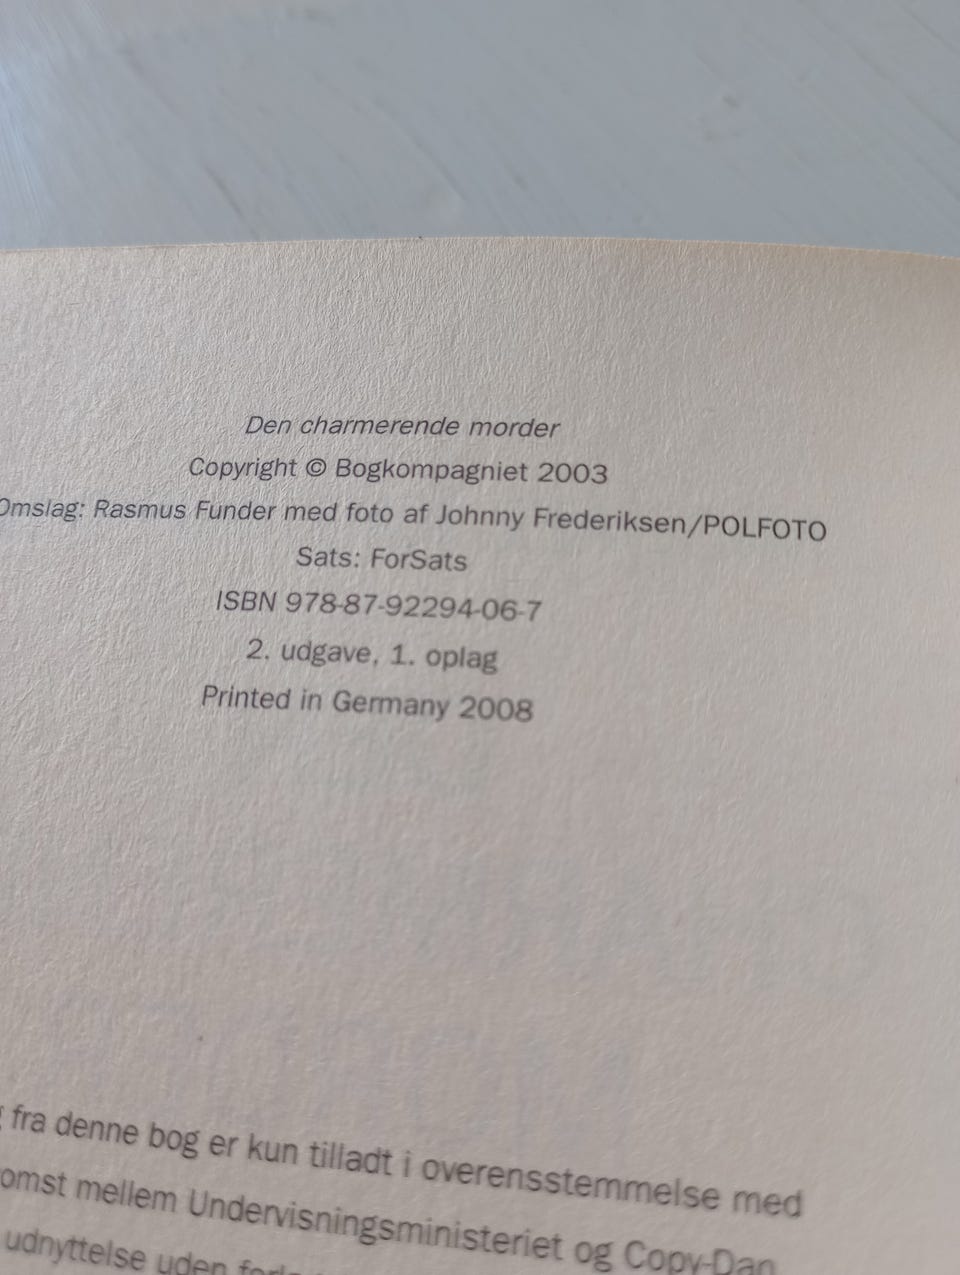 Den charmerende morder
Copyright © Bogkompagniet 2003
Omslag: Rasmus Funder med foto af Johnny Frederiksen/POLFOTO
Sats: ForSats
ISBN 978-87-92294-06-7
2. udgave, 1. oplag
Printed in Germany 2008
fra denne bog er kun tilladt i overensstemmelse med
omst mellem Undervisningsministeriet og Copy-Dan
udnyttelse uden